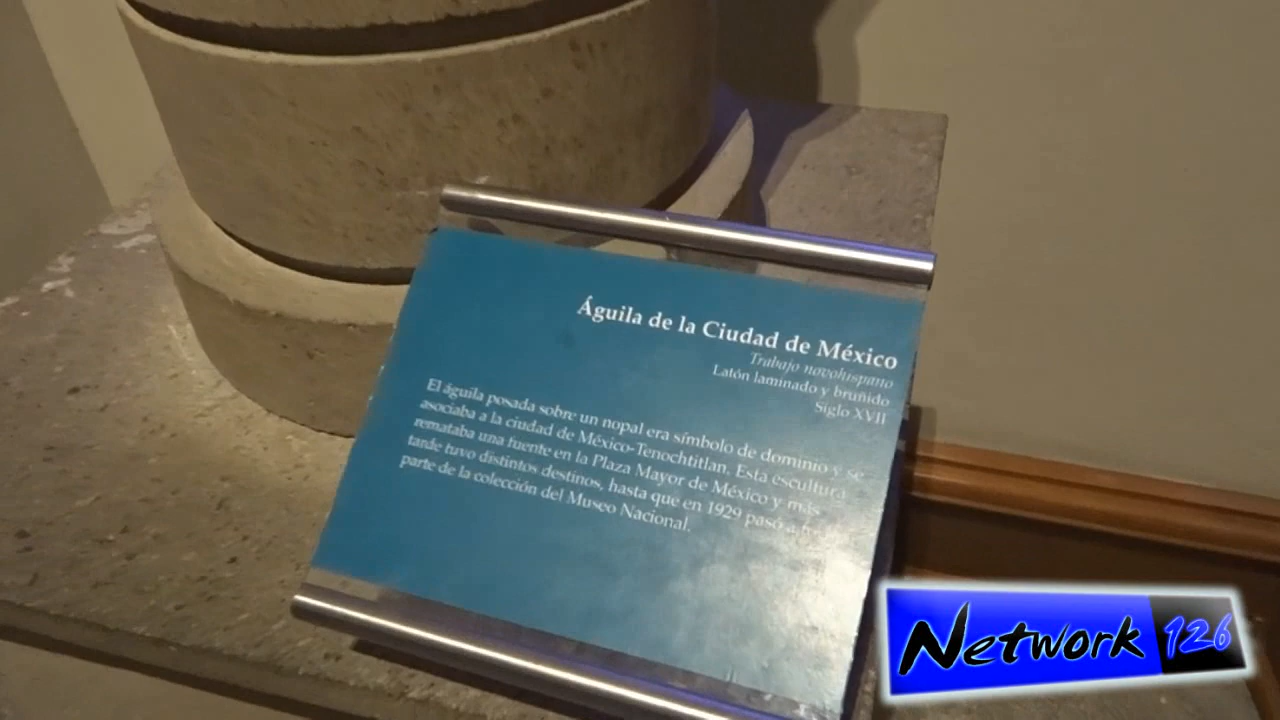 Águila de la Ciudad de México
Trabajo novohispano
Latón laminado y bruñido
Siglo XVII
El águila posada sobre un nopal era símbolo de dominio y se
asociaba a la ciudad de México-Tenochtitlan. Esta escultura
remataba una fuente en la Plaza Mayor de México y más
tarde tuvo distintos destinos, hasta que en 1929 pasó a
parte de la colección del Museo Nacional.
Network 126